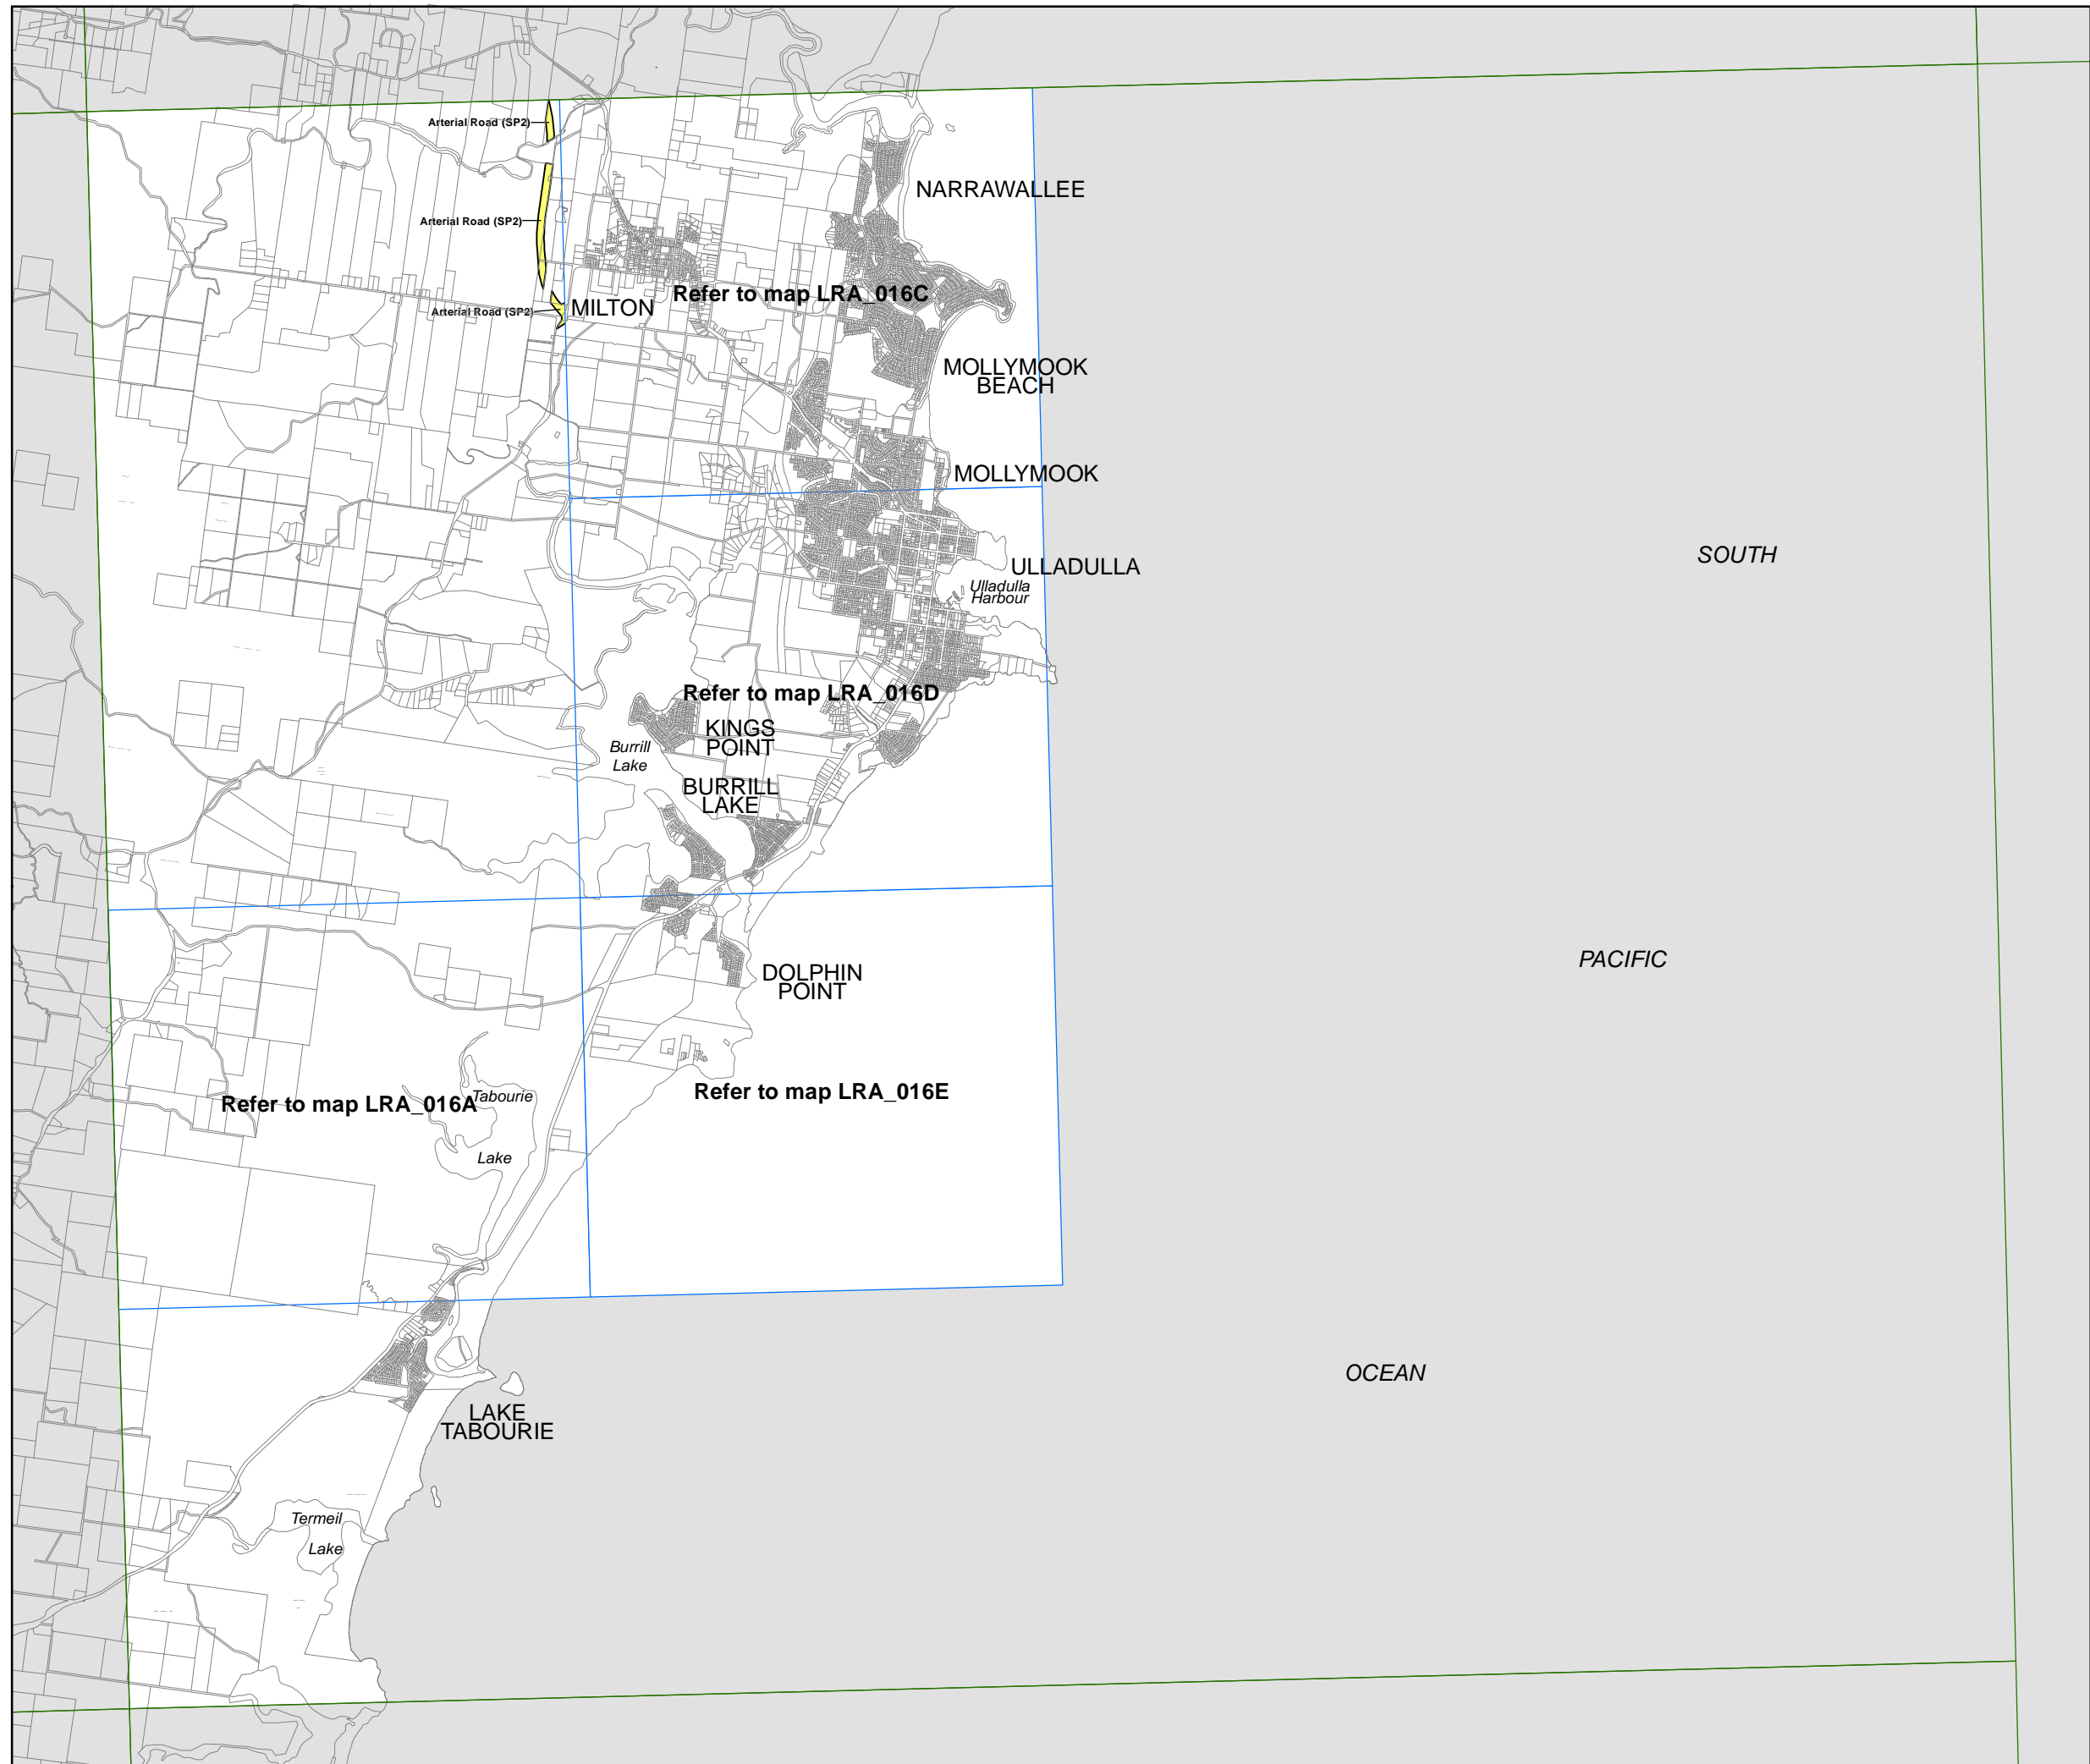 Arterial Road (SP2)
NARRAWALLEE
Arterial Road (SP2)
Refer to map LRA_016C
MILTON
Arterial Road (SP2)
MOLLYMOOK
BEACH
MOLLYMOOK
SOUTH
ULLADULLA
Ulladulla
Harbour
Refer to map LRA_016D
KINGS
POINT
Burrill
Lake
BURRILL
LAKE
PACIFIC
DOLPHIN
POINT
Refer to map LRA_016E
Refer to map LRA_016A
Tabourie
Lake
OCEAN
LAKE
TABOURIE
Termeil
Lake